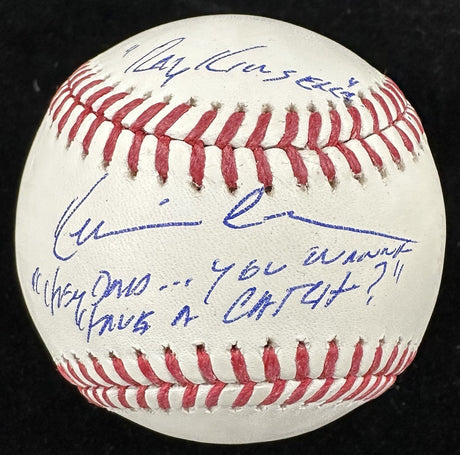 "Ray Kinsella"
"Hey DAD... you wanna
have a catch?"